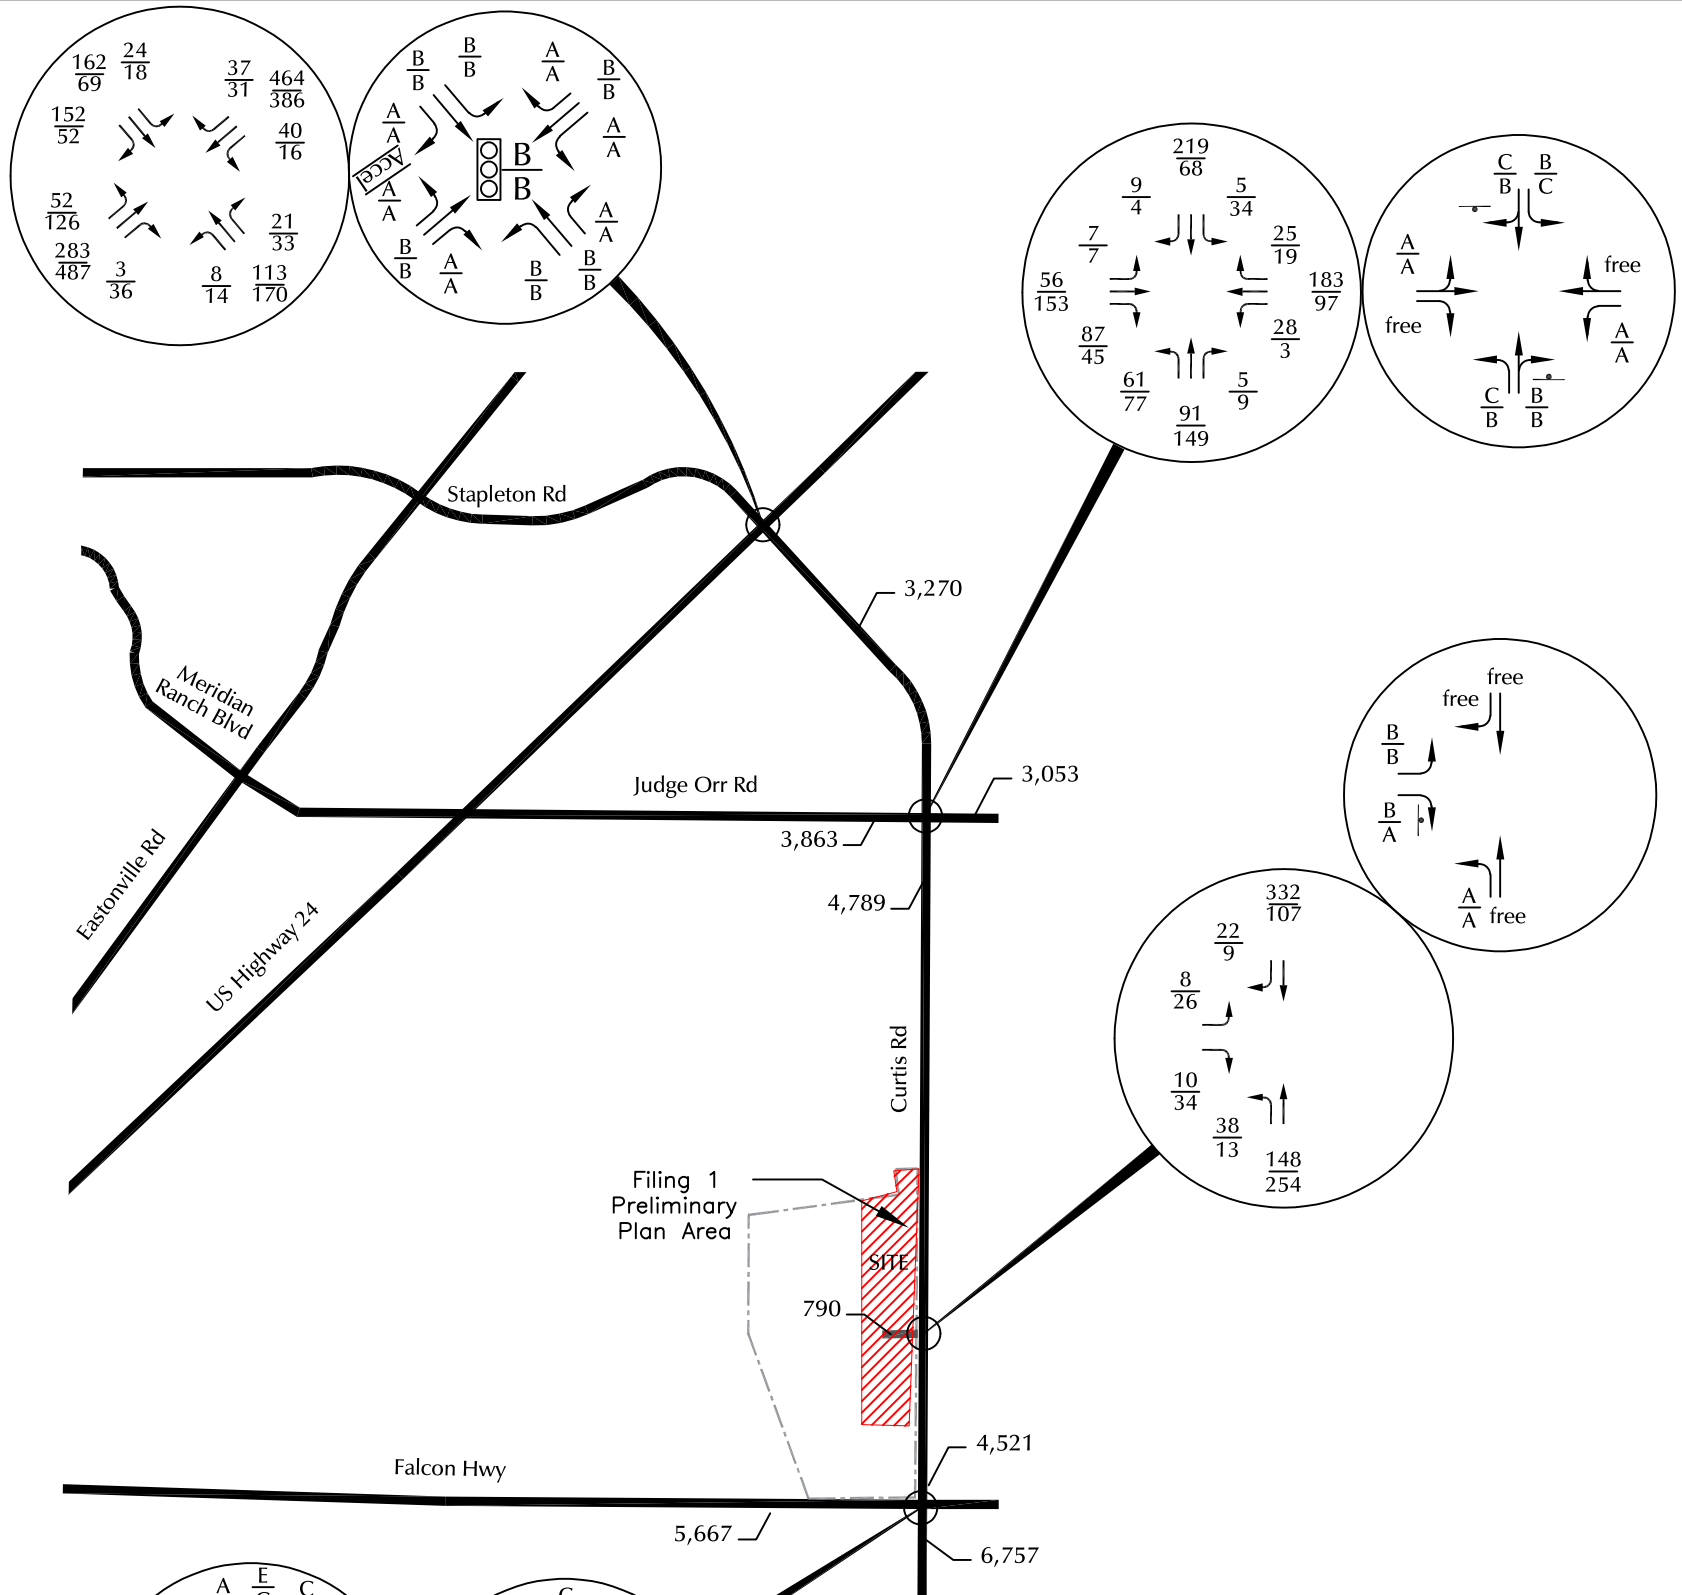 162
69
24
18
37
31
464
386
152
52
40
16
52
126
283
487
3
36
8
14
113
170
21
33
B
B
B
B
A
A
B
B
A
A
A
A
Accel
B
B
A
A
B
B
A
A
B
B
B
B
A
A
219
68
9
4
5
34
7
7
25
19
56
153
183
97
87
45
28
3
61
77
5
9
91
149
C
B
B
C
A
A
free
free
A
A
C
B
B
B
Stapleton Rd
3,270
Meridian
Ranch Blvd
Judge Orr Rd
3,053
3,863
Eastonville Rd
4,789
US Highway 24
Curtis Rd
free
free
B
B
B
A
A
A
free
332
107
22
9
8
26
10
34
38
13
148
254
Filing 1
Preliminary
Plan Area
SITE
790
4,521
Falcon Hwy
5,667
6,757
A
E
C